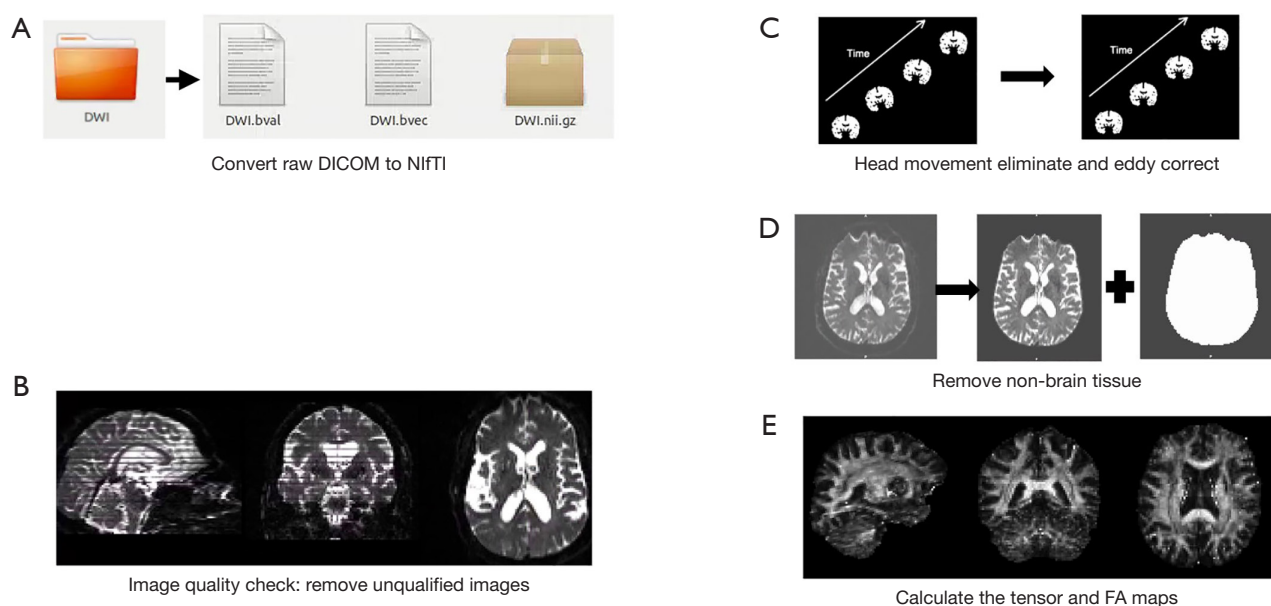 A
DWI
DWI.bval
DWI.bvec
DWI.nii.gz
Convert raw DICOM to NIfTI
B
Image quality check: remove unqualified images
C
Time
Time
Head movement eliminate and eddy correct
D
Remove non-brain tissue
E
Calculate the tensor and FA maps